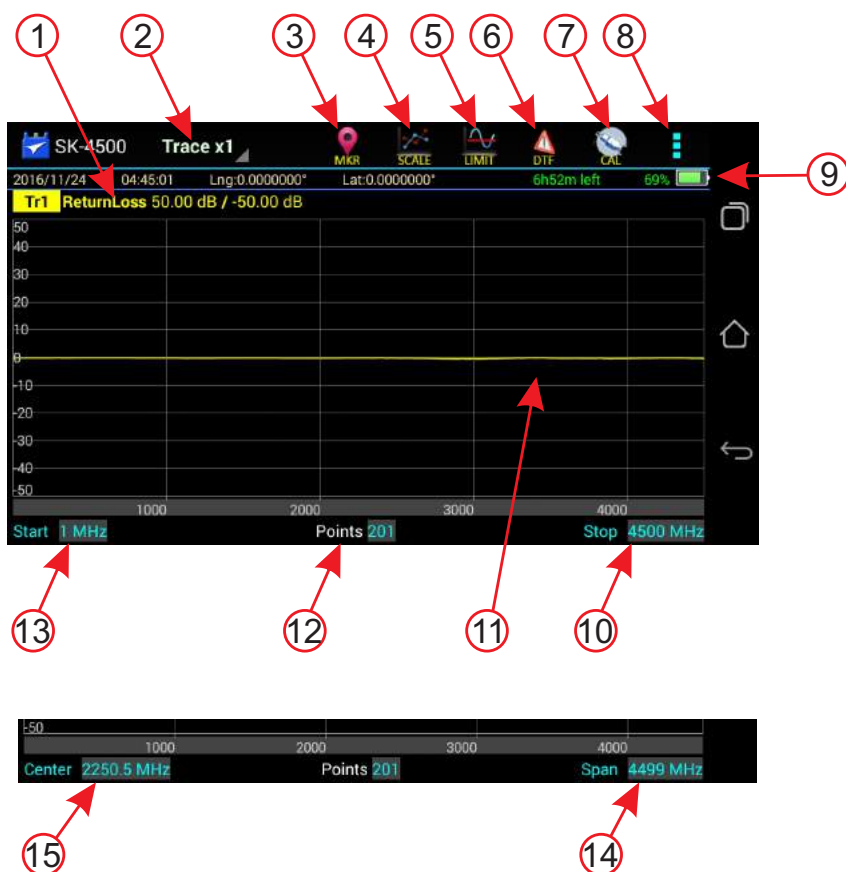 1 2 3 4 5 6 7 8
SK-4500 Trace x1 MKR SCALE LIMIT DTF CAL
2016/11/24 04:45:01 Lng:0.0000000° Lat:0.0000000° 6h52m left 69% 9
Tr1 ReturnLoss 50.00 dB / -50.00 dB
50
40
30
20
10
0
-10
-20
-30
-40
-50
1000 2000 3000 4000
Start 1 MHz Points 201 Stop 4500 MHz
13 12 11 10
-50
1000 2000 3000 4000
Center 2250.5 MHz Points 201 Span 4499 MHz
15 14